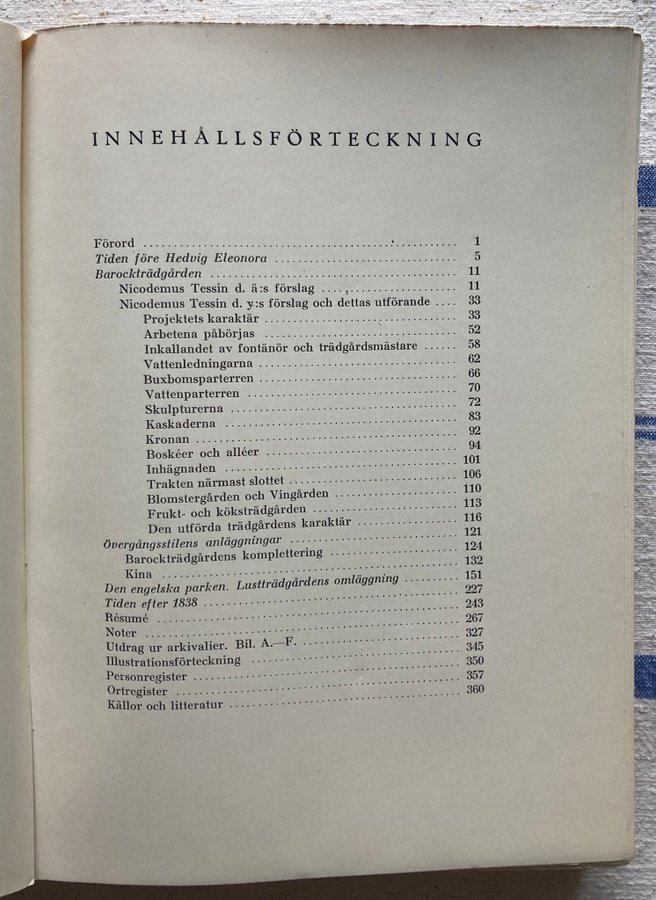 INNEHÅLLSFÖRTECKNING
Förord ........ 1
Tiden före Hedvig Eleonora ........ 5
Barockträdgården ........ 11
Nicodemus Tessin d. ä:s förslag ........ 11
Nicodemus Tessin d. y:s förslag och dettas utförande .... 33
Projektets karaktär ........ 33
Arbetena påbörjas ........ 52
Inkallandet av fontänör och trädgårdsmästare ...... 58
Vattenledningarna ........ 62
Buxbomsparterren ........ 66
Vattenparterren ........ 70
Skulpturerna ........ 72
Kaskaderna ........ 83
Kronan ........ 92
Boskéer och alléer ........ 94
Inhägnaden ........ 101
Trakten närmast slottet ........ 106
Blomstergården och Vingården ........ 110
Frukt- och köksträdgården ........ 113
Den utförda trädgårdens karaktär ........ 116
Övergångsstilens anläggningar ........ 121
Barockträdgårdens komplettering ........ 124
Kina ........ 132
Den engelska parken. Lustträdgårdens omläggning ........ 151
Tiden efter 1838 ........ 227
Résumé ........ 243
Noter ........ 267
Utdrag ur arkivalier. Bil. A.—F. ........ 327
Illustrationsförteckning ........ 345
Personregister ........ 350
Ortregister ........ 357
Källor och litteratur ........ 360